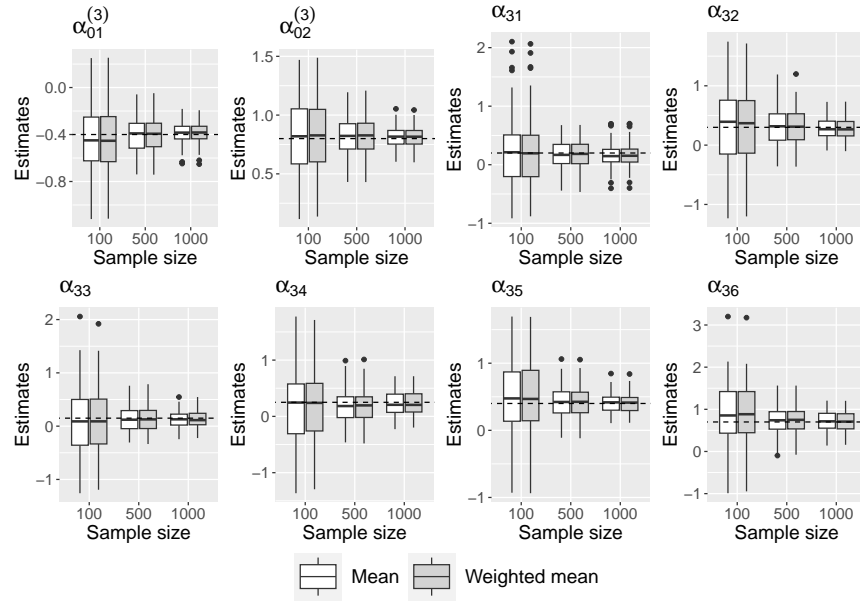 α₀₁⁽³⁾ α₀₂⁽³⁾ α₃₁ α₃₂
0.0 −0.4 −0.8
1.5 1.0 0.5
2 1 0 −1
1 0 −1
Estimates Estimates Estimates Estimates
100 500 1000 100 500 1000 100 500 1000 100 500 1000
Sample size Sample size Sample size Sample size
α₃₃ α₃₄ α₃₅ α₃₆
2 1 0 −1
1 0 −1
1 0 −1
3 2 1 0 −1
Estimates Estimates Estimates Estimates
100 500 1000 100 500 1000 100 500 1000 100 500 1000
Sample size Sample size Sample size Sample size
Mean Weighted mean